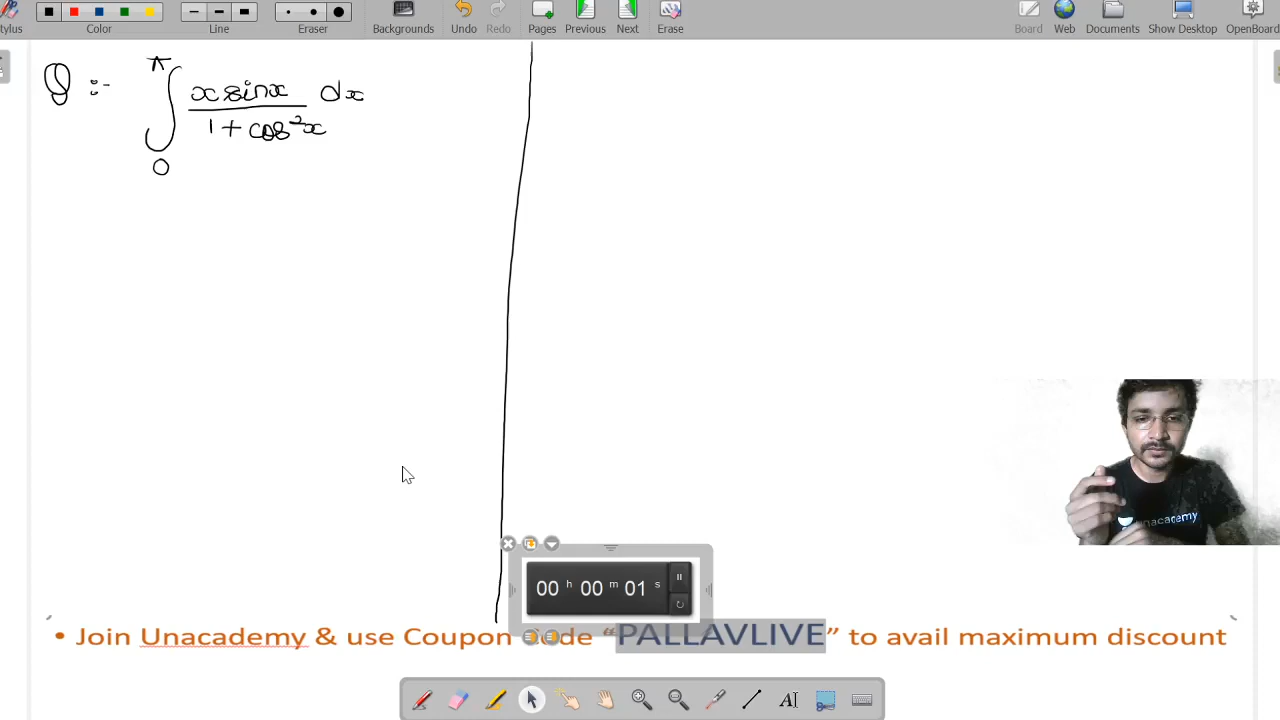 Stylus Color Line Eraser Backgrounds Undo Redo Pages Previous Next Erase Board Web Documents Show Desktop OpenBoard
Q :- ∫₀^π (x sinx)/(1 + cos²x) dx
unacademy
00 h 00 m 01 s
• Join Unacademy & use Coupon Code “PALLAVLIVE” to avail maximum discount